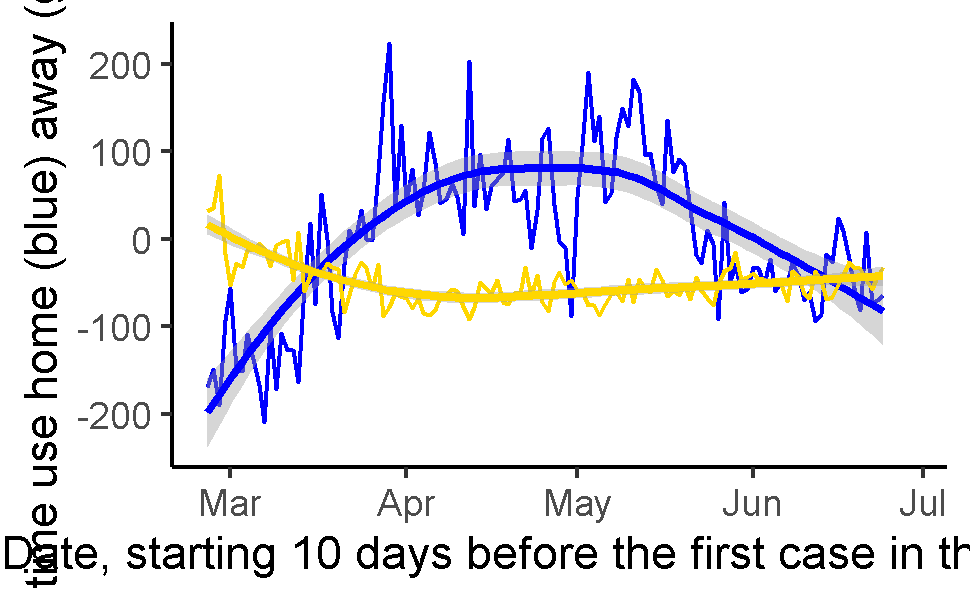 time use home (blue) away (
200
100
0
-100
-200
Mar Apr May Jun Jul
Date, starting 10 days before the first case in th